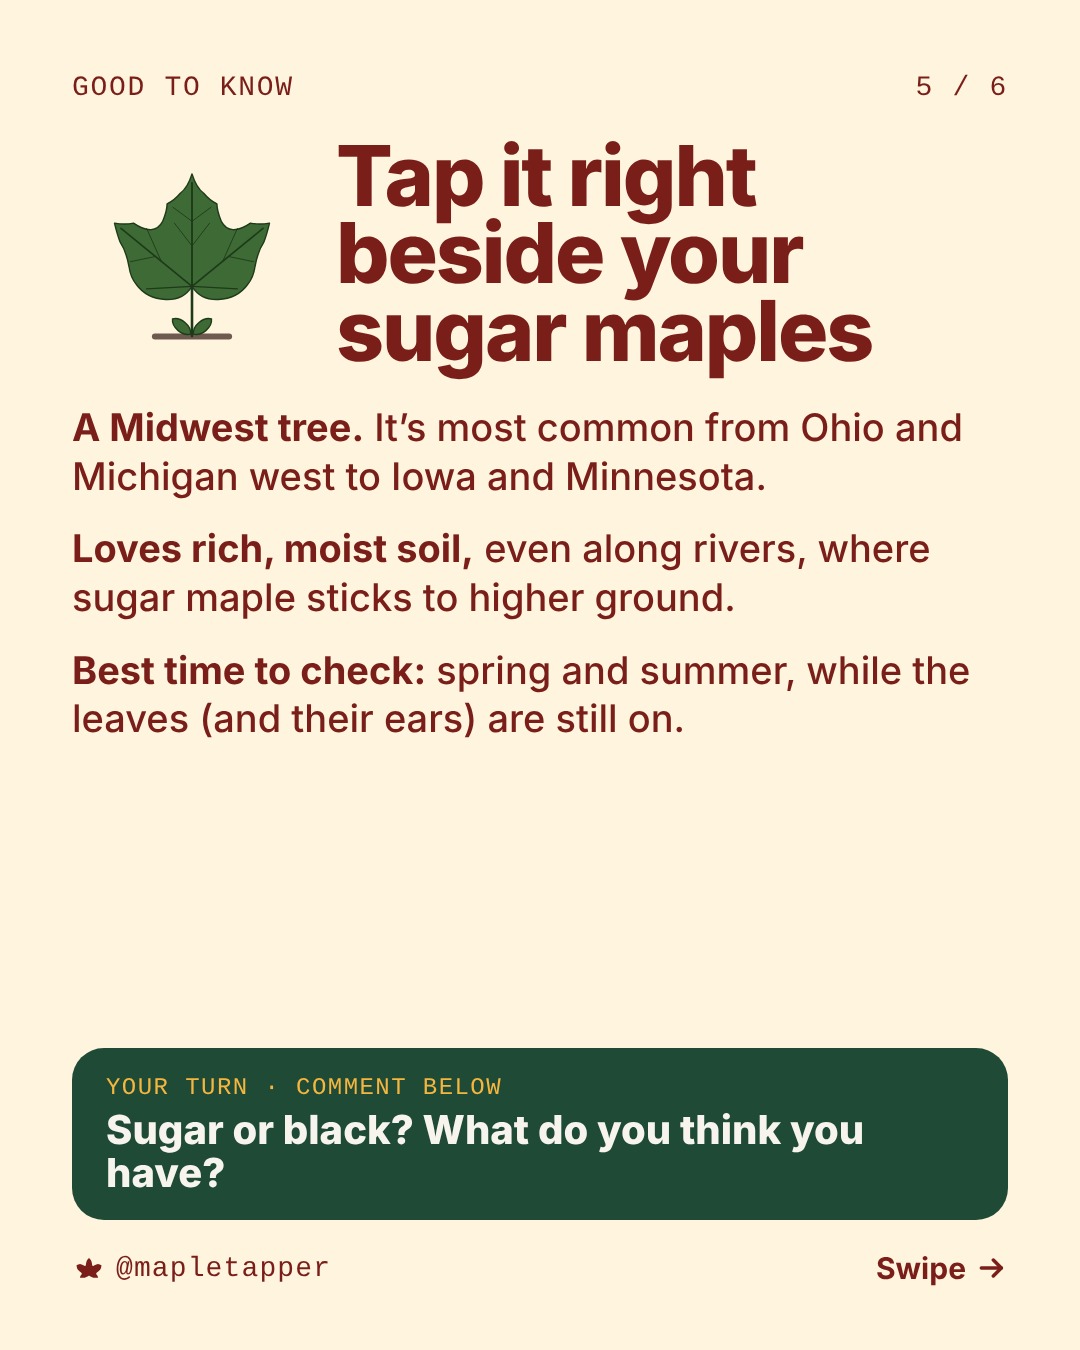 GOOD TO KNOW
5 / 6
Tap it right
beside your
sugar maples
A Midwest tree. It’s most common from Ohio and
Michigan west to Iowa and Minnesota.
Loves rich, moist soil, even along rivers, where
sugar maple sticks to higher ground.
Best time to check: spring and summer, while the
leaves (and their ears) are still on.
YOUR TURN · COMMENT BELOW
Sugar or black? What do you think you
have?
@mapletapper
Swipe →